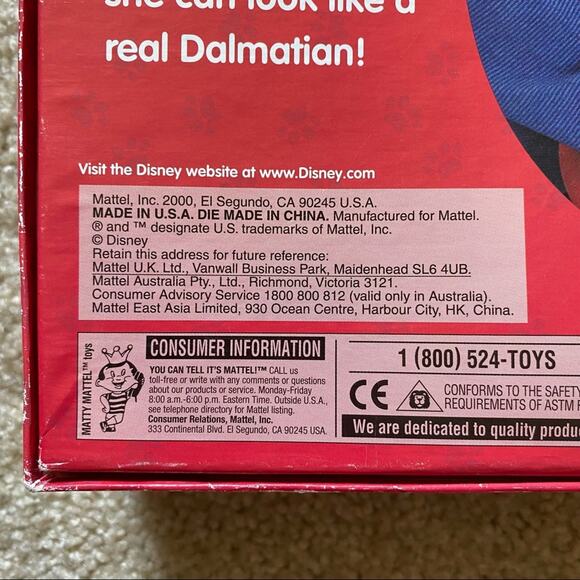 she can look like a
real Dalmatian!
Visit the Disney website at www.Disney.com
Mattel, Inc. 2000, El Segundo, CA 90245 U.S.A.
MADE IN U.S.A. DIE MADE IN CHINA. Manufactured for Mattel.
® and ™ designate U.S. trademarks of Mattel, Inc.
© Disney
Retain this address for future reference:
Mattel U.K. Ltd., Vanwall Business Park, Maidenhead SL6 4UB.
Mattel Australia Pty., Ltd., Richmond, Victoria 3121.
Consumer Advisory Service 1800 800 812 (valid only in Australia).
Mattel East Asia Limited, 930 Ocean Centre, Harbour City, HK, China.
MATTY MATTEL™ toys
CONSUMER INFORMATION
YOU CAN TELL IT'S MATTEL!™ CALL us
toll-free or write with any comments or questions
about our products or service. Monday-Friday
8:00 a.m.-6:00 p.m. Eastern Time. Outside U.S.A.,
see telephone directory for Mattel listing.
Consumer Relations, Mattel, Inc.
333 Continental Blvd. El Segundo, CA 90245 USA.
1 (800) 524-TOYS
CE
CONFORMS TO THE SAFETY
REQUIREMENTS OF ASTM F
We are dedicated to quality produ